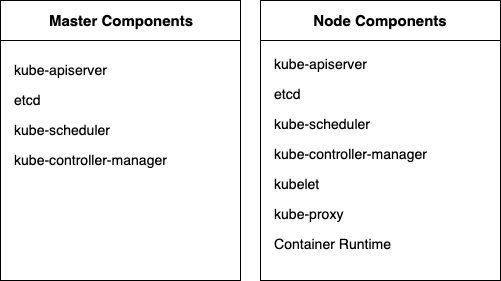 Master Components
kube-apiserver
etcd
kube-scheduler
kube-controller-manager
Node Components
kube-apiserver
etcd
kube-scheduler
kube-controller-manager
kubelet
kube-proxy
Container Runtime